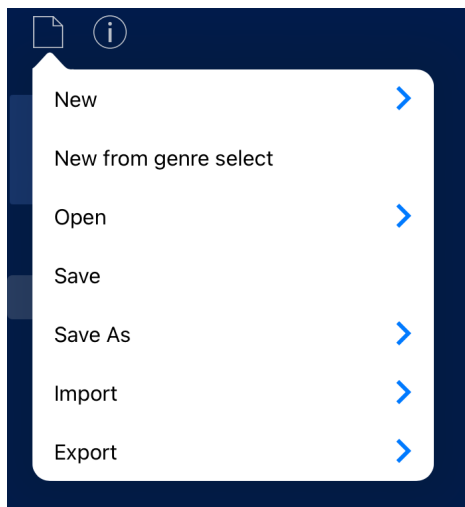 New
New from genre select
Open
Save
Save As
Import
Export